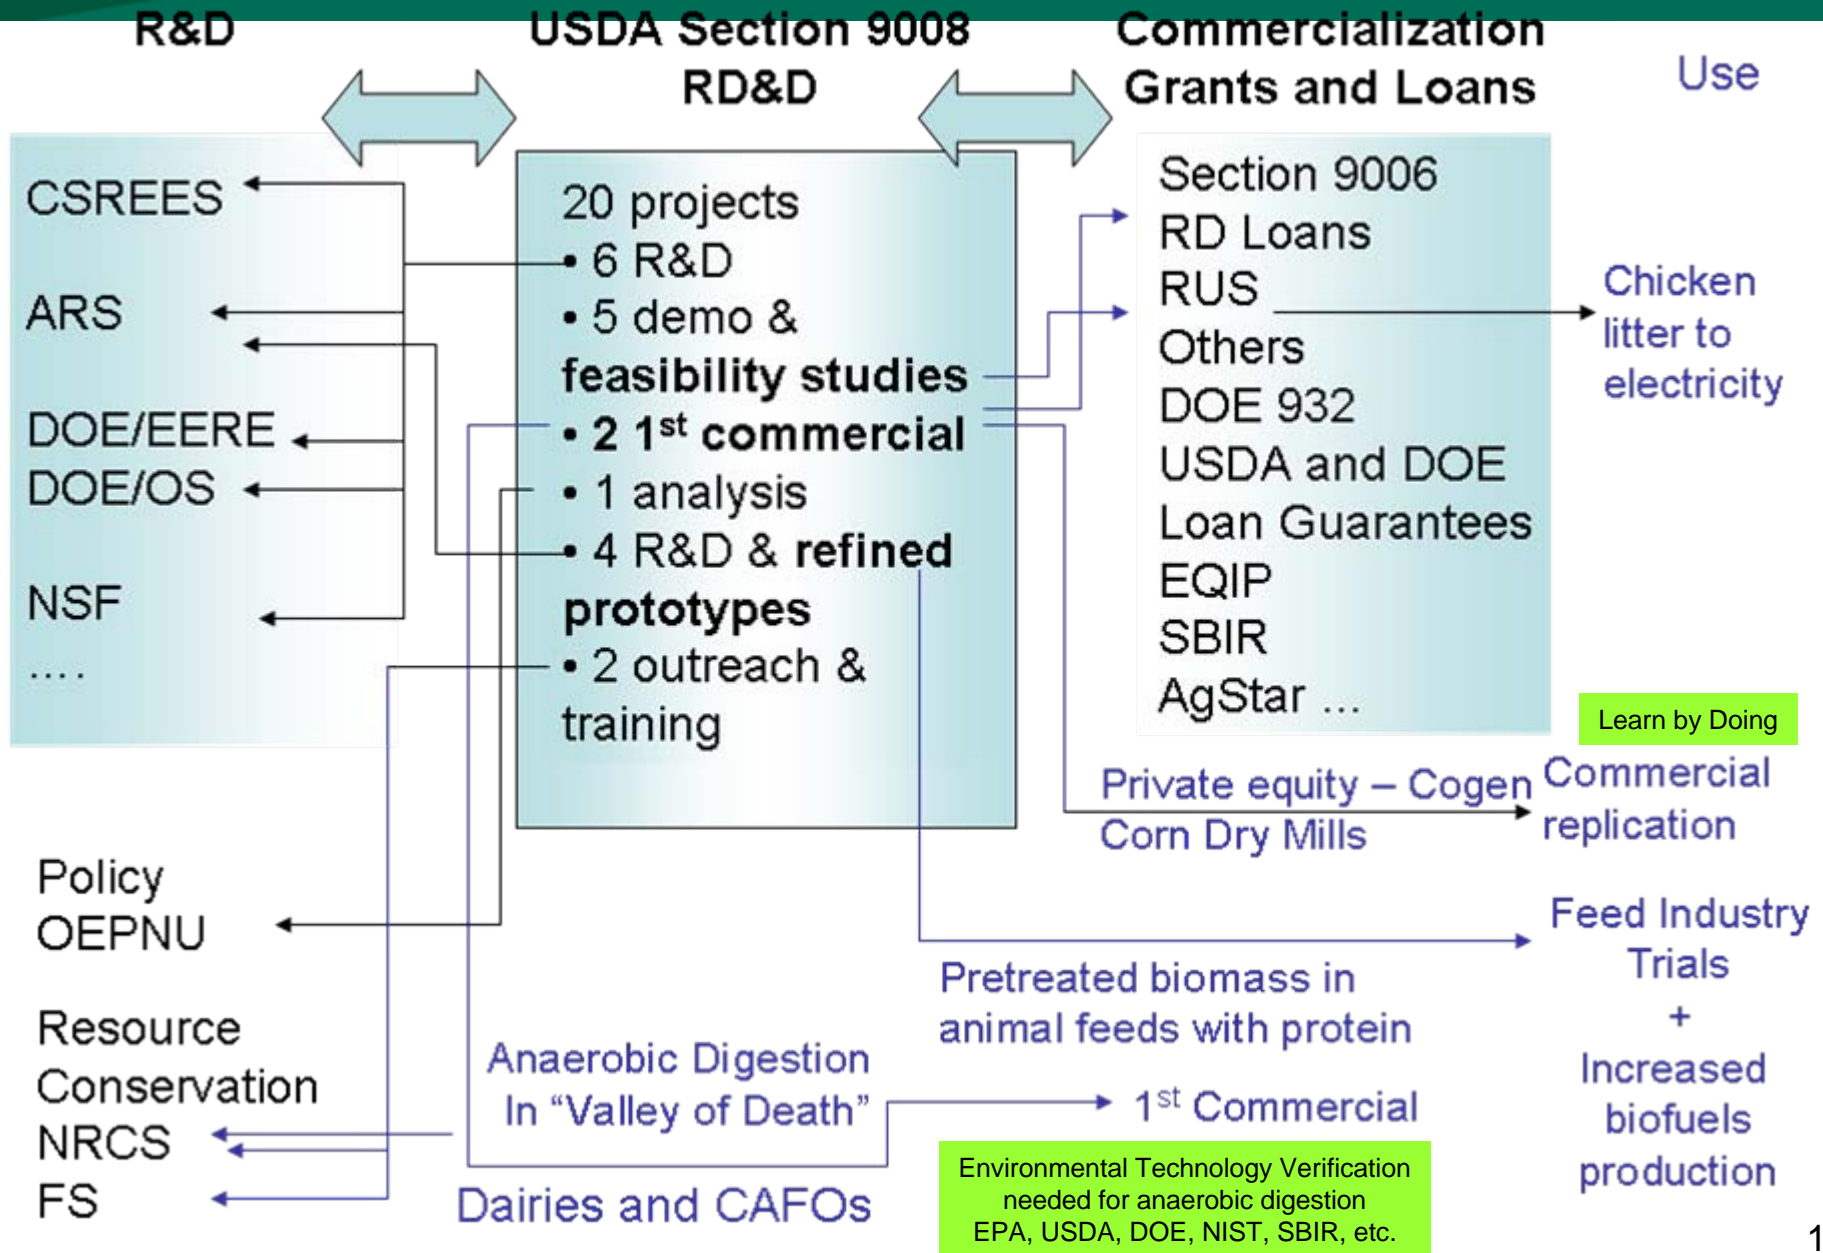 R&D
USDA Section 9008
RD&D
Commercialization
Grants and Loans
Use
CSREES
ARS
DOE/EERE
DOE/OS
NSF
....
20 projects
• 6 R&D
• 5 demo &
feasibility studies
• 2 1st commercial
• 1 analysis
• 4 R&D & refined
prototypes
• 2 outreach &
training
Section 9006
RD Loans
RUS
Others
DOE 932
USDA and DOE
Loan Guarantees
EQIP
SBIR
AgStar ...
Chicken
litter to
electricity
Learn by Doing
Private equity – Cogen
Corn Dry Mills
Commercial
replication
Policy
OEPNU
Feed Industry
Trials
+
Increased
biofuels
production
Pretreated biomass in
animal feeds with protein
Resource
Conservation
NRCS
FS
Anaerobic Digestion
In “Valley of Death”
1st Commercial
Dairies and CAFOs
Environmental Technology Verification
needed for anaerobic digestion
EPA, USDA, DOE, NIST, SBIR, etc.
1